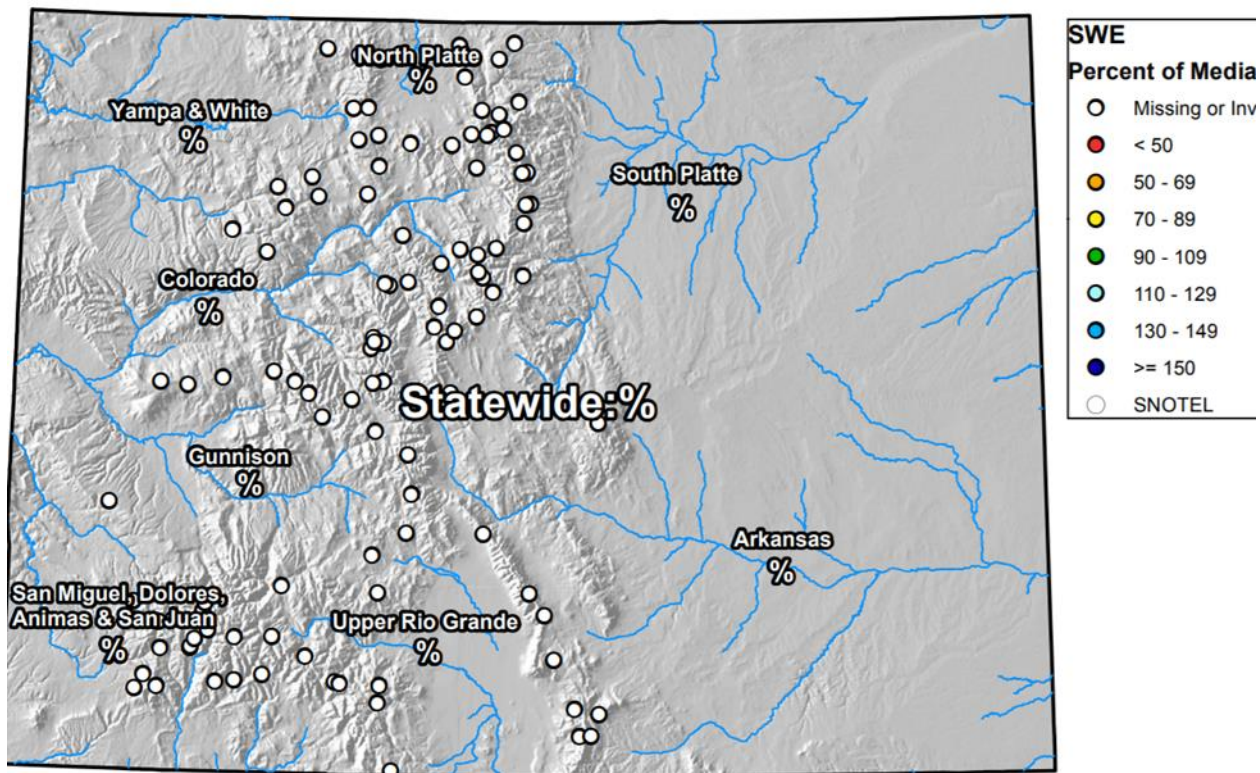 North Platte
%
Yampa & White
%
South Platte
%
Colorado
%
Statewide:%
Gunnison
%
Arkansas
%
San Miguel, Dolores,
Animas & San Juan
%
Upper Rio Grande
%
SWE
Percent of Media
Missing or Inv
< 50
50 - 69
70 - 89
90 - 109
110 - 129
130 - 149
>= 150
SNOTEL